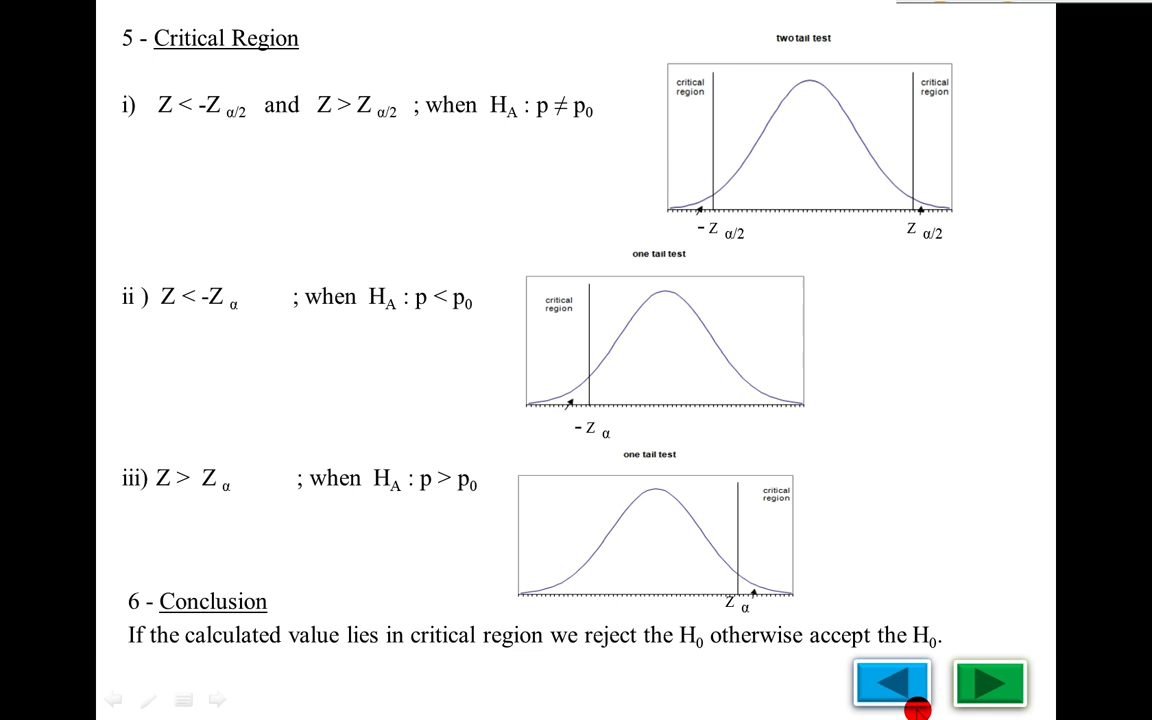 5 - Critical Region
two tail test
critical region
critical region
i) Z < -Z α/2 and Z > Z α/2 ; when HA : p ≠ p0
- Z α/2
Z α/2
one tail test
ii ) Z < -Z α ; when HA : p < p0
critical region
- Z α
one tail test
iii) Z > Z α ; when HA : p > p0
critical region
Z α
6 - Conclusion
If the calculated value lies in critical region we reject the H0 otherwise accept the H0.